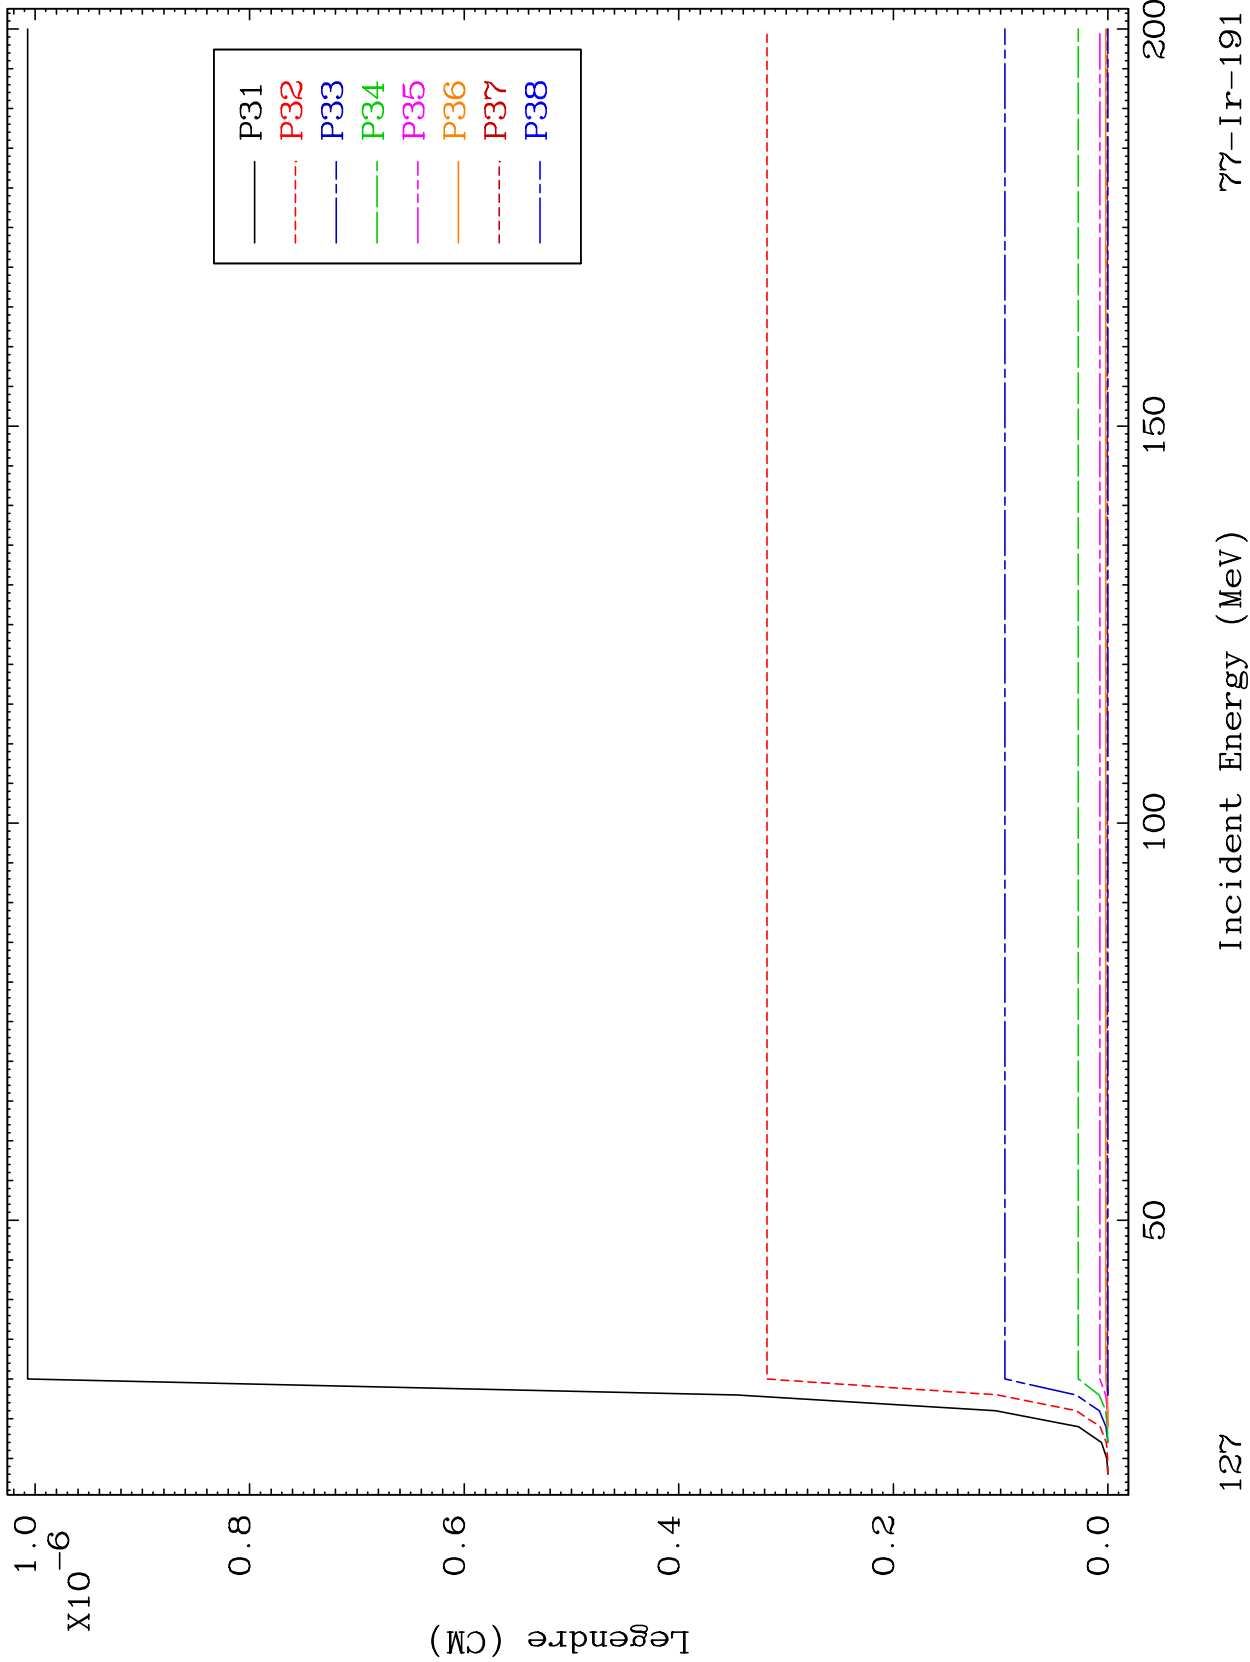 P31
P32
P33
P34
P35
P36
P37
P38
1.0
X10-6
0.8
0.6
0.4
0.2
0.0
Legendre (CM)
50
100
150
200
127
Incident Energy (MeV)
77-Ir-191